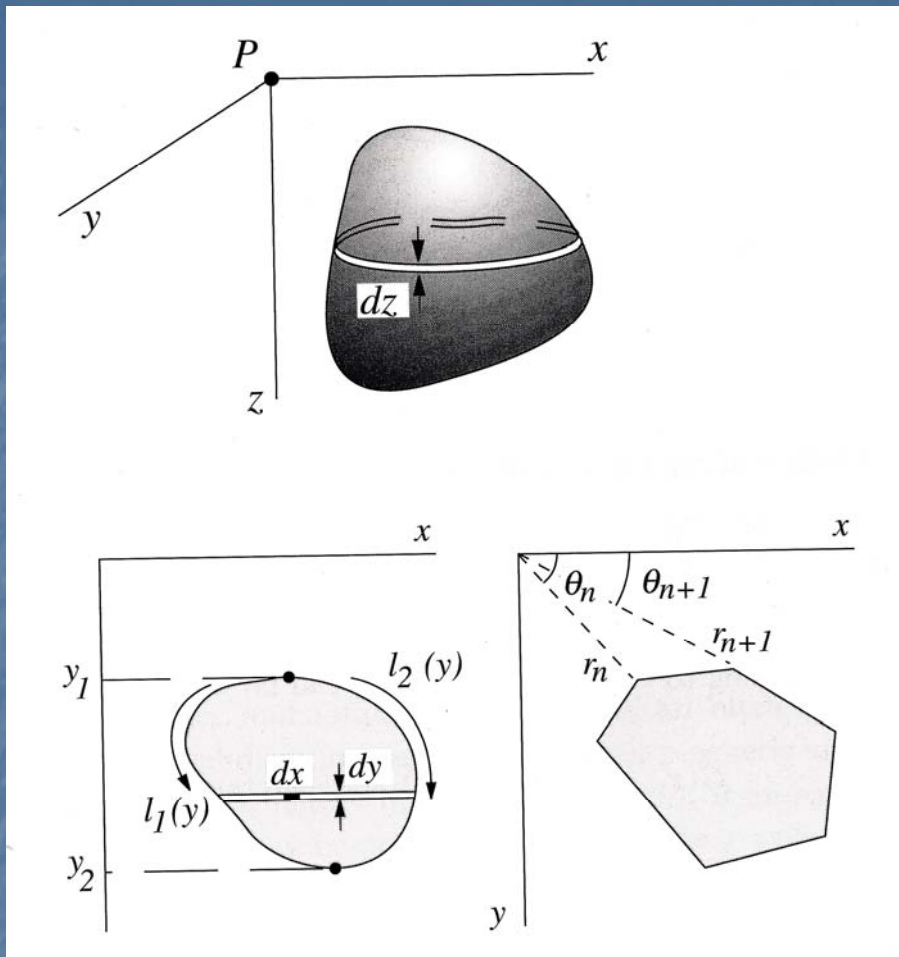 P
x
y
z
dz
x
y₁
l₂ (y)
dx
dy
l₁(y)
y₂
x
θₙ
θₙ₊₁
rₙ₊₁
rₙ
y